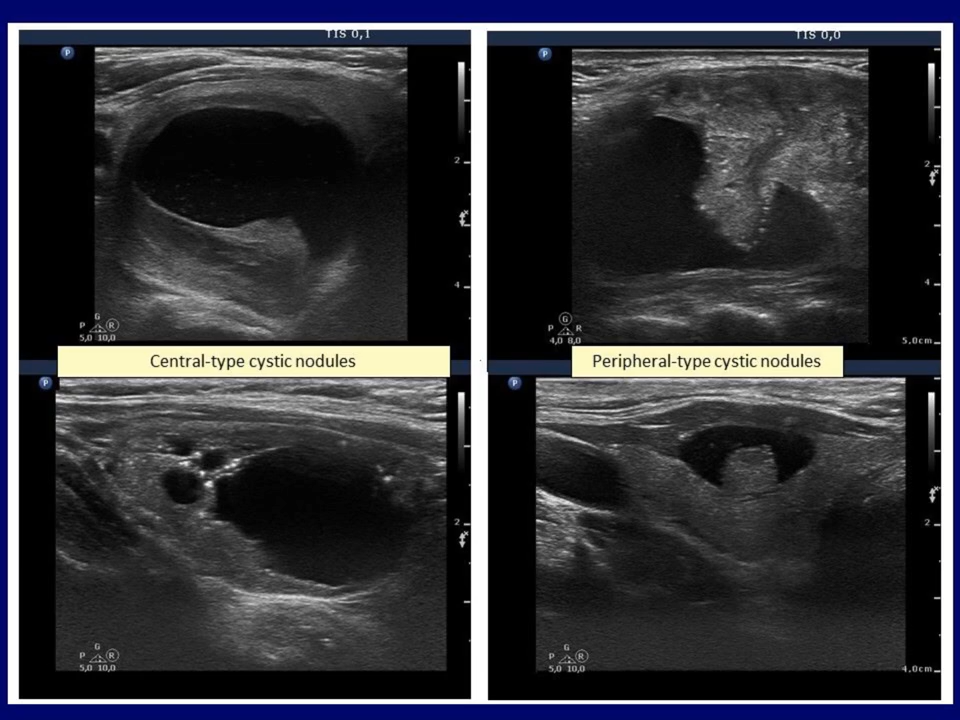 TIS 0,1
P
2
4
G
P R
5,0 10,0
TIS 0,0
P
2
4
G
P R
4,0 8,0
5,0cm
Central-type cystic nodules
Peripheral-type cystic nodules
P
2
G
P R
5,0 10,0
P
2
G
P R
5,0 10,0
4,0cm